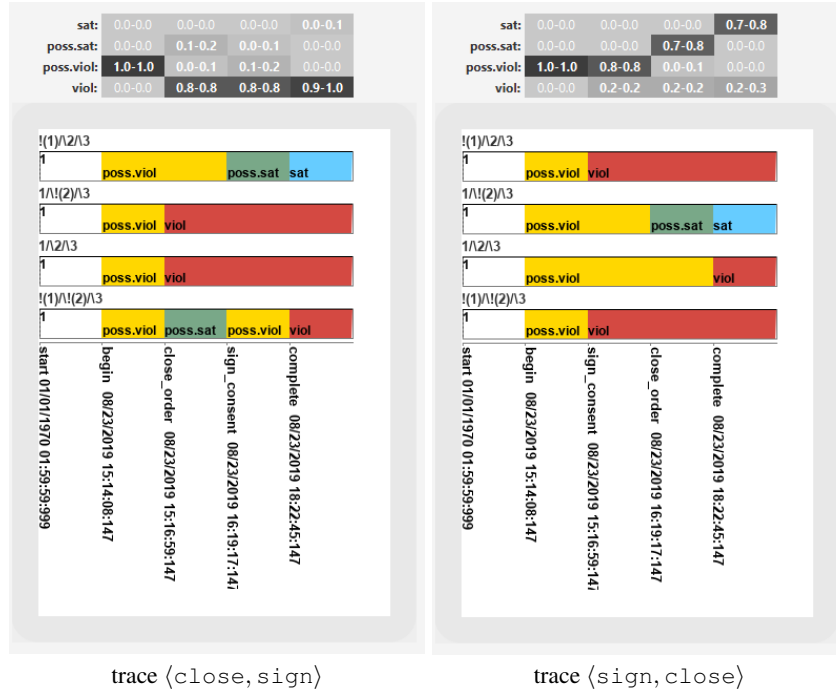 sat: 0.0-0.0 0.0-0.0 0.0-0.0 0.0-0.1
poss.sat: 0.0-0.0 0.1-0.2 0.0-0.1 0.0-0.0
poss.viol: 1.0-1.0 0.0-0.1 0.1-0.2 0.0-0.0
viol: 0.0-0.0 0.8-0.8 0.8-0.8 0.9-1.0
!(1)/\2/\3
1
poss.viol poss.sat sat
1/\!(2)/\3
1
poss.viol viol
1/\2/\3
1
poss.viol viol
!(1)/\!(2)/\3
1
poss.viol poss.sat poss.viol viol
start 01/01/1970 01:59:59:999
begin 08/23/2019 15:14:08:147
close_order 08/23/2019 15:16:59:147
sign_consent 08/23/2019 16:19:17:147
complete 08/23/2019 18:22:45:147
trace ⟨close, sign⟩
sat: 0.0-0.0 0.0-0.0 0.0-0.0 0.7-0.8
poss.sat: 0.0-0.0 0.0-0.0 0.7-0.8 0.0-0.0
poss.viol: 1.0-1.0 0.8-0.8 0.0-0.1 0.0-0.0
viol: 0.0-0.0 0.2-0.2 0.2-0.2 0.2-0.3
!(1)/\2/\3
1
poss.viol viol
1/\!(2)/\3
1
poss.viol poss.sat sat
1/\2/\3
1
poss.viol viol
!(1)/\!(2)/\3
1
poss.viol viol
start 01/01/1970 01:59:59:999
begin 08/23/2019 15:14:08:147
sign_consent 08/23/2019 15:16:59:147
close_order 08/23/2019 16:19:17:147
complete 08/23/2019 18:22:45:147
trace ⟨sign, close⟩